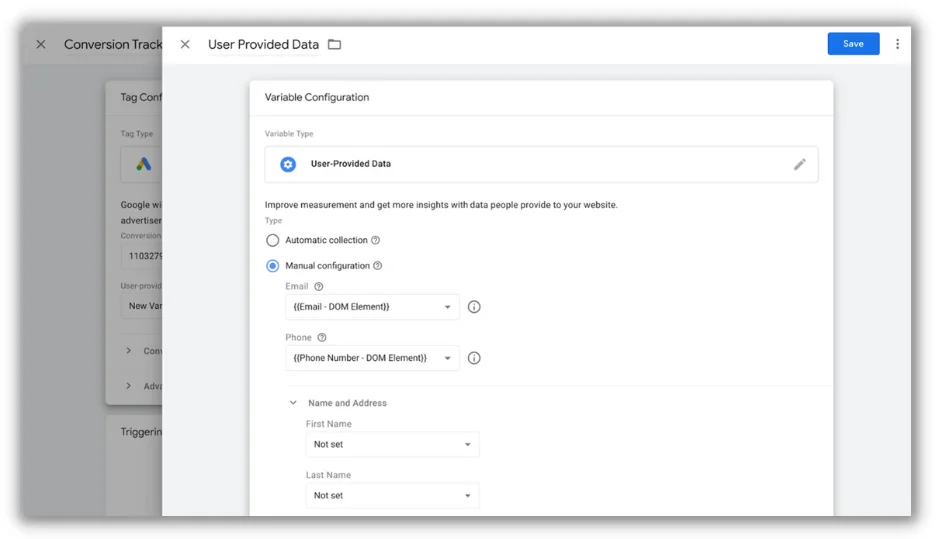 Conversion Track
User Provided Data
Save
Tag Conf
Tag Type
Google wi
advertiser
Conversion
1103279
User-provid
New Var
Conv
Adva
Triggerin
Variable Configuration
Variable Type
User-Provided Data
Improve measurement and get more insights with data people provide to your website.
Type
Automatic collection
Manual configuration
Email
{{Email - DOM Element}}
Phone
{{Phone Number - DOM Element}}
Name and Address
First Name
Not set
Last Name
Not set